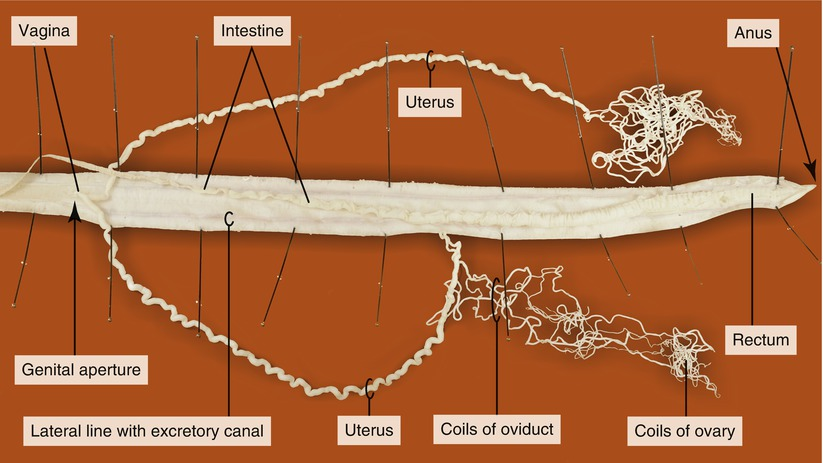 Vagina
Intestine
Anus
Uterus
Rectum
Genital aperture
Lateral line with excretory canal
Uterus
Coils of oviduct
Coils of ovary